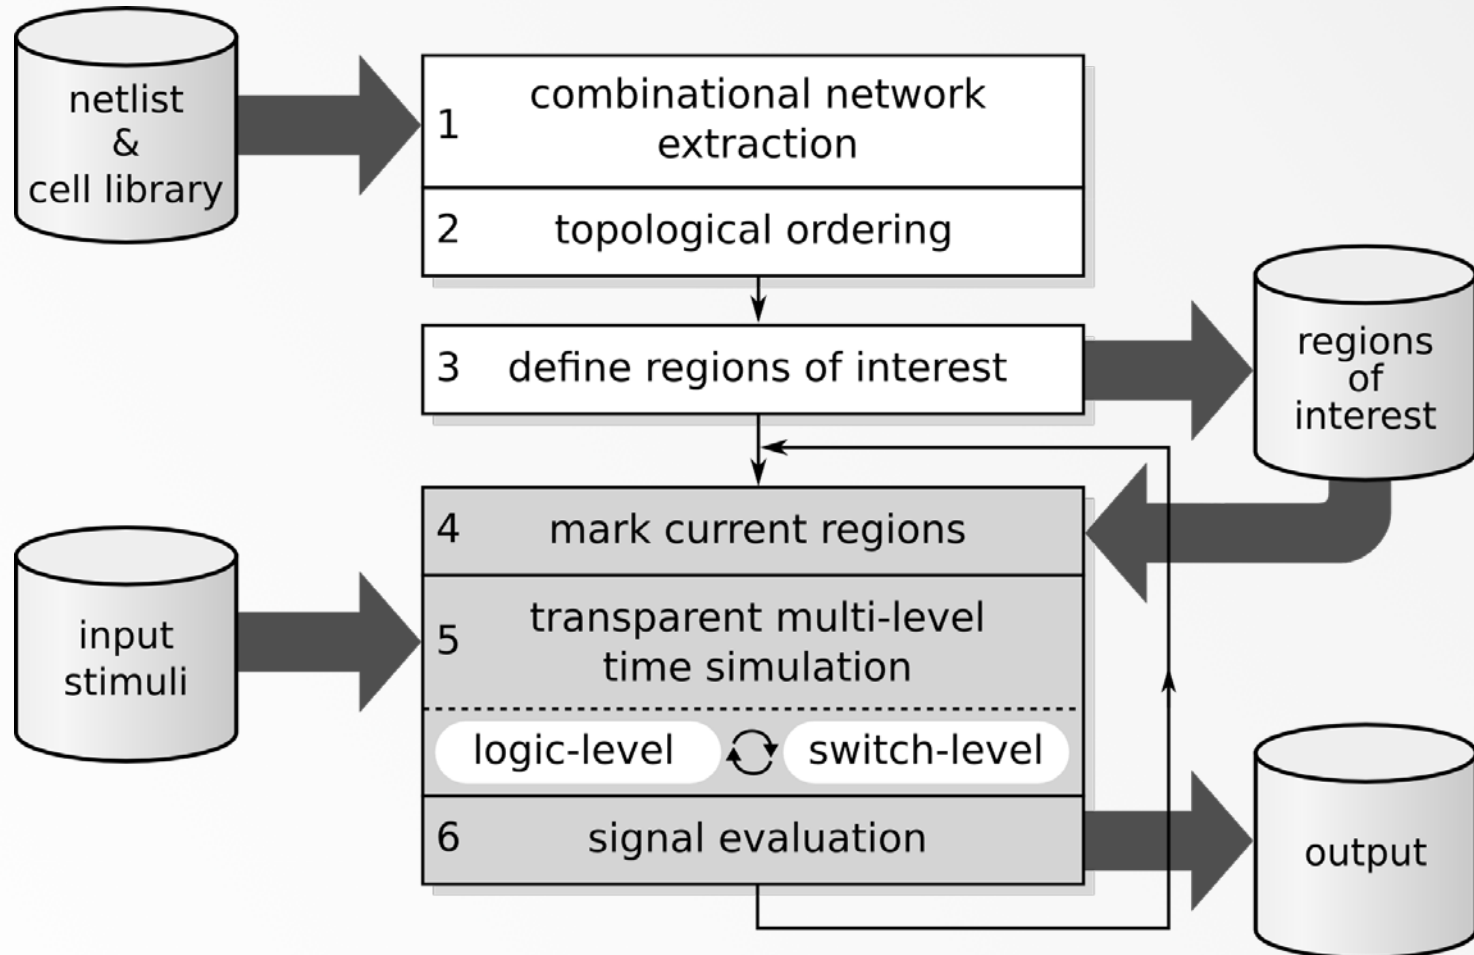 netlist
&
cell library
1
combinational network
extraction
2
topological ordering
3
define regions of interest
regions
of
interest
4
mark current regions
input
stimuli
5
transparent multi-level
time simulation
logic-level
switch-level
6
signal evaluation
output